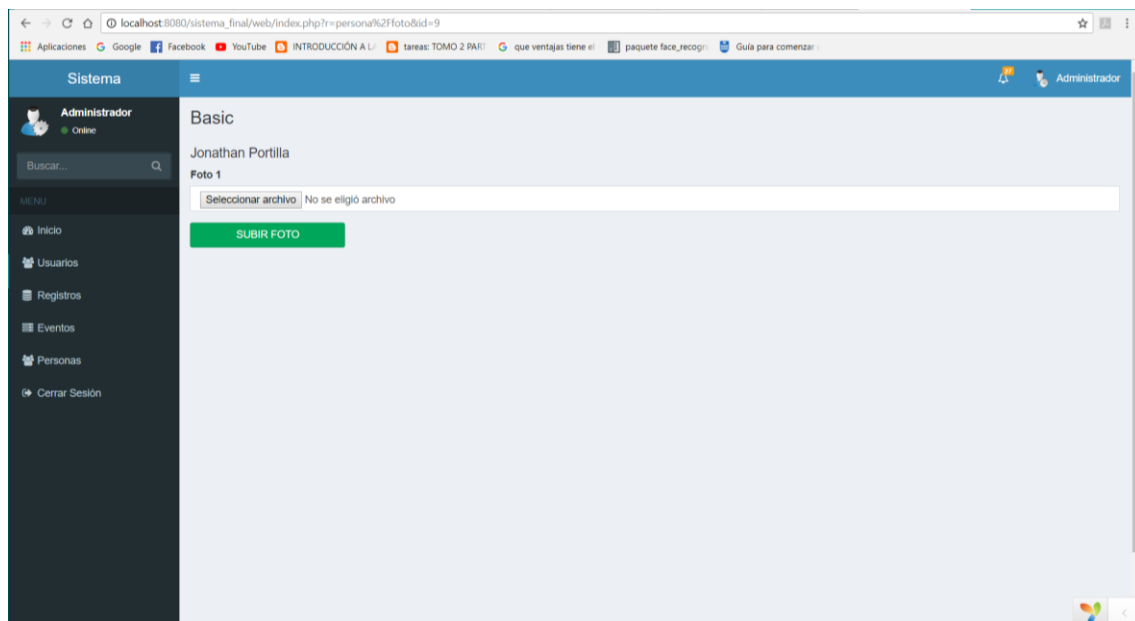 localhost:8080/sistema_final/web/index.php?r=persona%2Ffoto&id=9
Aplicaciones Google Facebook YouTube INTRODUCCIÓN A LA tareas: TOMO 2 PART que ventajas tiene el paquete face_recogni Guía para comenzar
Sistema
Administrador
Administrador
Online
Buscar...
MENU
Inicio
Usuarios
Registros
Eventos
Personas
Cerrar Sesión
Basic
Jonathan Portilla
Foto 1
Seleccionar archivo No se eligió archivo
SUBIR FOTO